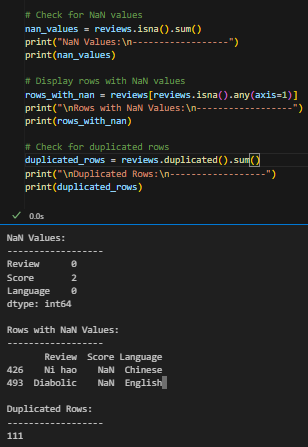 # Check for NaN values
nan_values = reviews.isna().sum()
print("NaN Values:\n------------------")
print(nan_values)
# Display rows with NaN values
rows_with_nan = reviews[reviews.isna().any(axis=1)]
print("\nRows with NaN Values:\n------------------")
print(rows_with_nan)
# Check for duplicated rows
duplicated_rows = reviews.duplicated().sum()
print("\nDuplicated Rows:\n------------------")
print(duplicated_rows)
0.0s
NaN Values:
------------------
Review 0
Score 2
Language 0
dtype: int64
Rows with NaN Values:
------------------
Review Score Language
426 Ni hao NaN Chinese
493 Diabolic NaN English
Duplicated Rows:
------------------
111